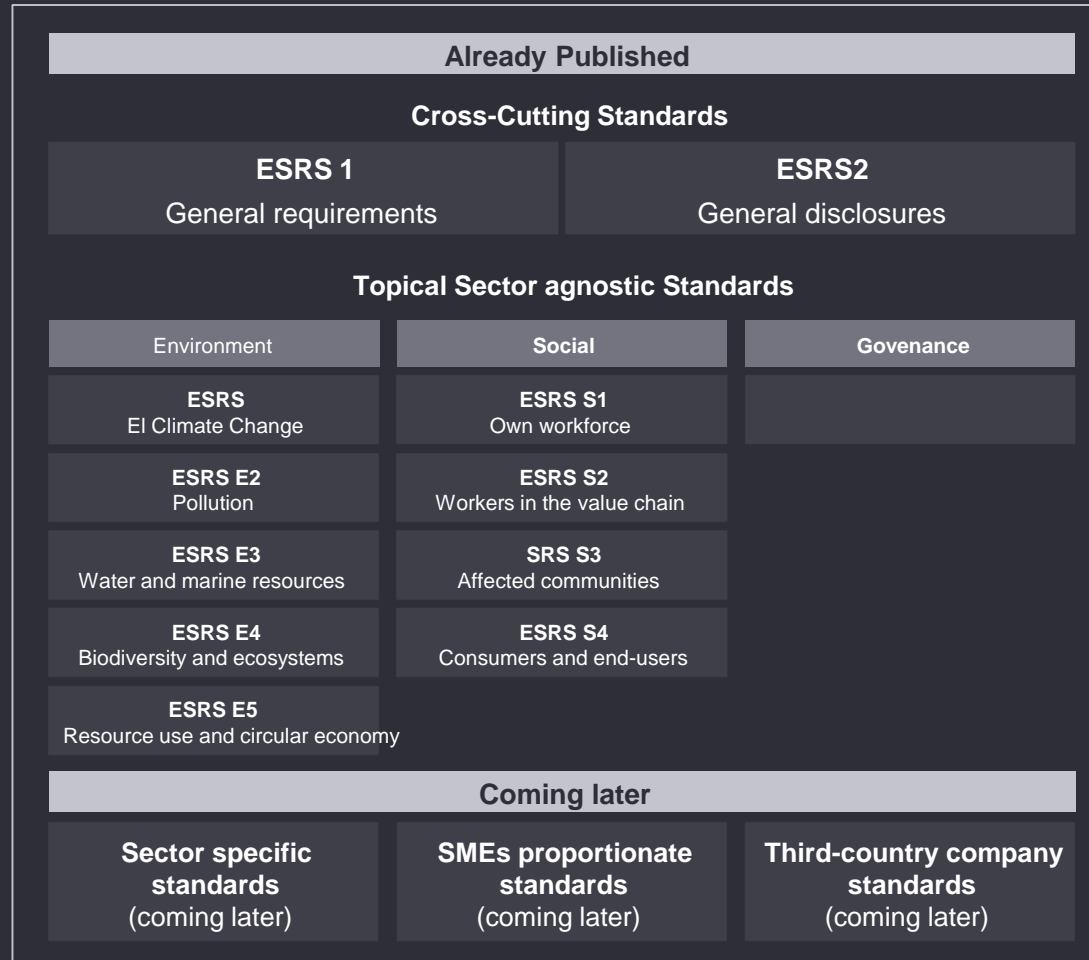 Already Published
Cross-Cutting Standards
ESRS 1
General requirements
ESRS2
General disclosures
Topical Sector agnostic Standards
Environment
Social
Govenance
ESRS
El Climate Change
ESRS S1
Own workforce
ESRS E2
Pollution
ESRS S2
Workers in the value chain
ESRS E3
Water and marine resources
SRS S3
Affected communities
ESRS E4
Biodiversity and ecosystems
ESRS S4
Consumers and end-users
ESRS E5
Resource use and circular economy
Coming later
Sector specific
standards
(coming later)
SMEs proportionate
standards
(coming later)
Third-country company
standards
(coming later)